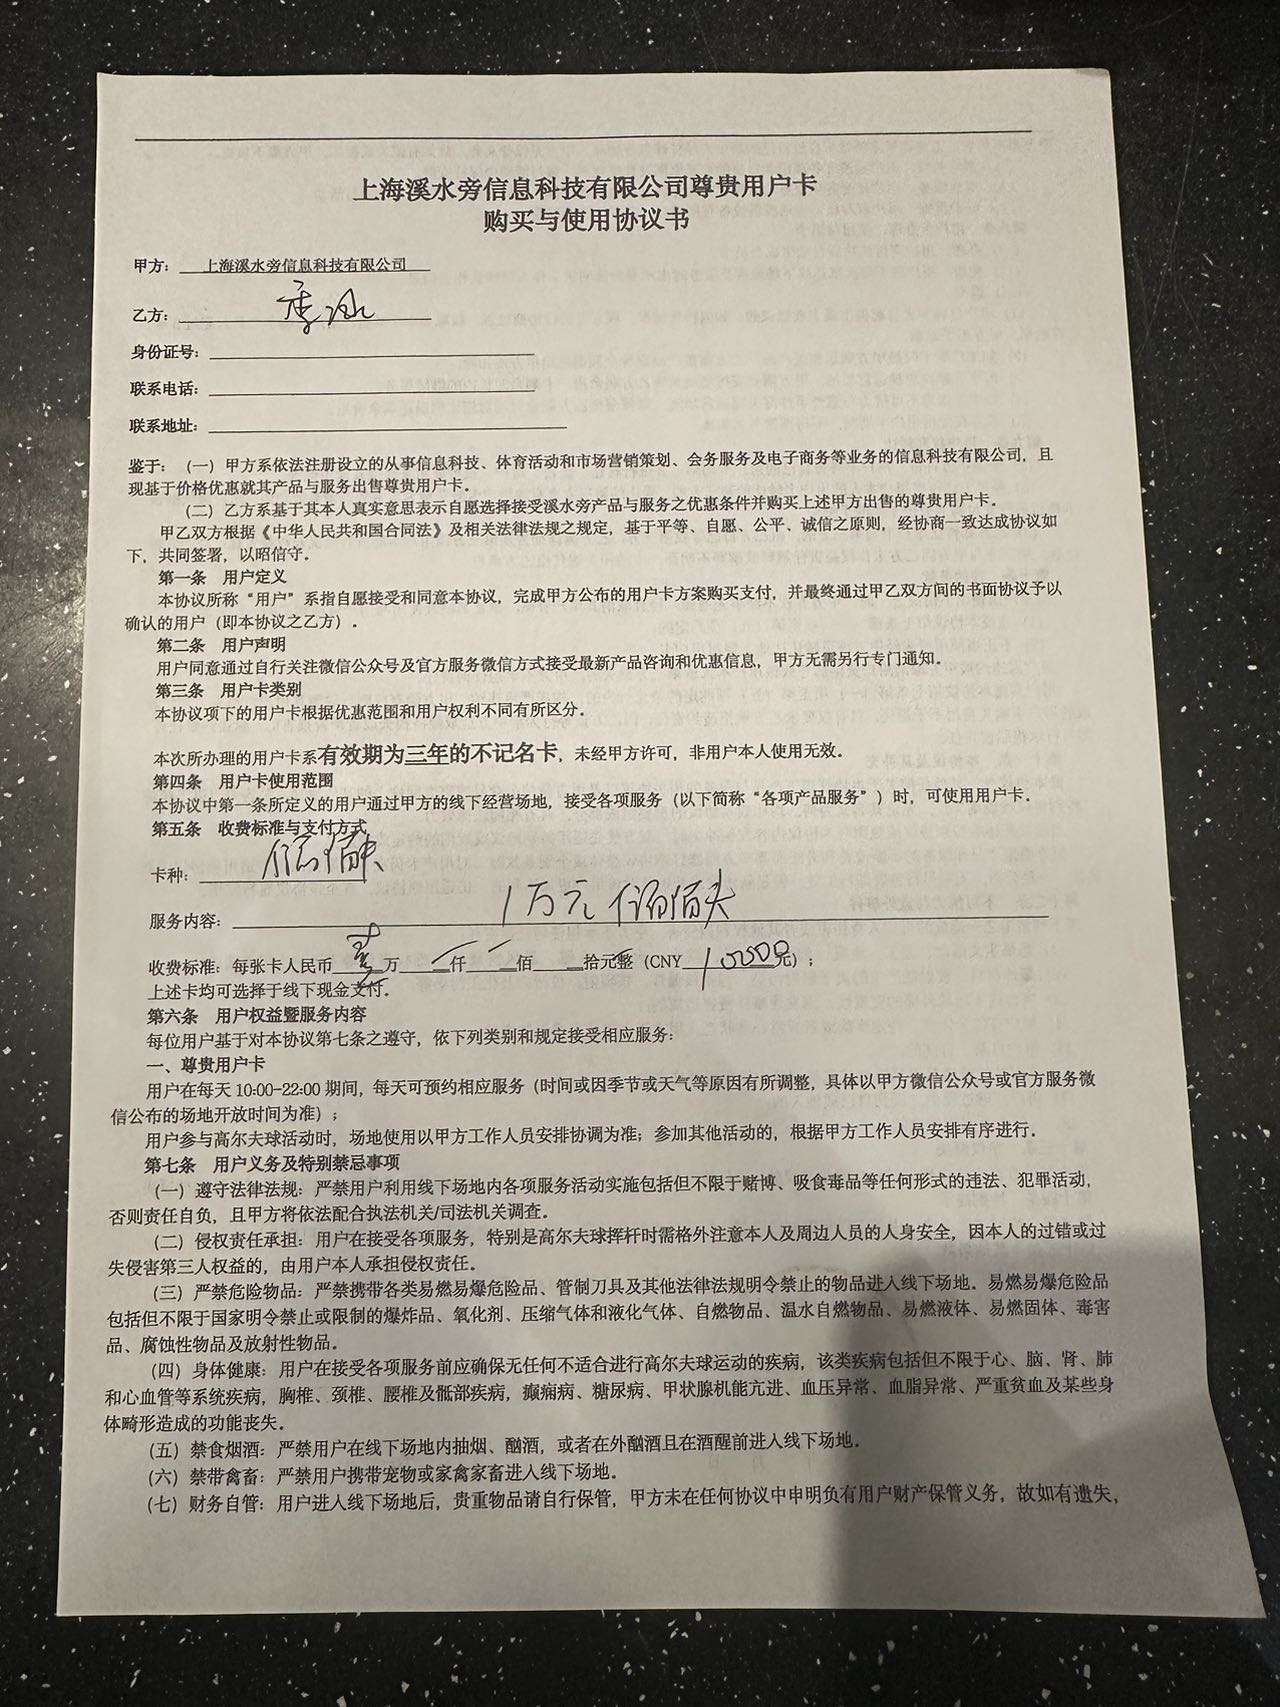 上海溪水旁信息科技有限公司尊贵用户卡
购买与使用协议书
甲方：上海溪水旁信息科技有限公司
乙方：
身份证号：
联系电话：
联系地址：
鉴于：（一）甲方系依法注册设立的从事信息科技、体育活动和市场营销策划、会务服务及电子商务等业务的信息科技有限公司，且
现基于价格优惠就其产品与服务出售尊贵用户卡。
（二）乙方系基于其本人真实意思表示自愿选择接受溪水旁产品与服务之优惠条件并购买上述甲方出售的尊贵用户卡。
甲乙双方根据《中华人民共和国合同法》及相关法律法规之规定，基于平等、自愿、公平、诚信之原则，经协商一致达成协议如
下，共同签署，以昭信守。
第一条 用户定义
本协议所称“用户”系指自愿接受和同意本协议，完成甲方公布的用户卡方案购买支付，并最终通过甲乙双方间的书面协议予以
确认的用户（即本协议之乙方）。
第二条 用户声明
用户同意通过自行关注微信公众号及官方服务微信方式接受最新产品咨询和优惠信息，甲方无需另行专门通知。
第三条 用户卡类别
本协议项下的用户卡根据优惠范围和用户权利不同有所区分。
本次所办理的用户卡系有效期为三年的不记名卡，未经甲方许可，非用户本人使用无效。
第四条 用户卡使用范围
本协议中第一条所定义的用户通过甲方的线下经营场地，接受各项服务（以下简称“各项产品服务”）时，可使用用户卡。
第五条 收费标准与支付方式
卡种：
服务内容：1万元
收费标准：每张卡人民币壹万仟佰拾元整（CNY 10000元）；
上述卡均可选择于线下现金支付。
第六条 用户权益暨服务内容
每位用户基于对本协议第七条之遵守，依下列类别和规定接受相应服务：
一、尊贵用户卡
用户在每天 10:00-22:00 期间，每天可预约相应服务（时间或因季节或天气等原因有所调整，具体以甲方微信公众号或官方服务微
信公布的场地开放时间为准）；
用户参与高尔夫球活动时，场地使用以甲方工作人员安排协调为准；参加其他活动的，根据甲方工作人员安排有序进行。
第七条 用户义务及特别禁忌事项
（一）遵守法律法规：严禁用户利用线下场地内各项服务活动实施包括但不限于赌博、吸食毒品等任何形式的违法、犯罪活动，
否则责任自负，且甲方将依法配合执法机关/司法机关调查。
（二）侵权责任承担：用户在接受各项服务，特别是高尔夫球挥杆时需格外注意本人及周边人员的人身安全，因本人的过错或过
失侵害第三人权益的，由用户本人承担侵权责任。
（三）严禁危险物品：严禁携带各类易燃易爆危险品、管制刀具及其他法律法规明令禁止的物品进入线下场地。易燃易爆危险品
包括但不限于国家明令禁止或限制的爆炸品、氧化剂、压缩气体和液化气体、自燃物品、温水自燃物品、易燃液体、易燃固体、毒害
品、腐蚀性物品及放射性物品。
（四）身体健康：用户在接受各项服务前应确保无任何不适合进行高尔夫球运动的疾病，该类疾病包括但不限于心、脑、肾、肺
和心血管等系统疾病，胸椎、颈椎、腰椎及骶部疾病，癫痫病、糖尿病、甲状腺机能亢进、血压异常、血脂异常、严重贫血及某些身
体畸形造成的功能丧失。
（五）禁食烟酒：严禁用户在线下场地内抽烟、酗酒，或者在外酗酒且在酒醒前进入线下场地。
（六）禁带禽畜：严禁用户携带宠物或家禽家畜进入线下场地。
（七）财务自管：用户进入线下场地后，贵重物品请自行保管，甲方未在任何协议中申明负有用户财产保管义务，故如有遗失，